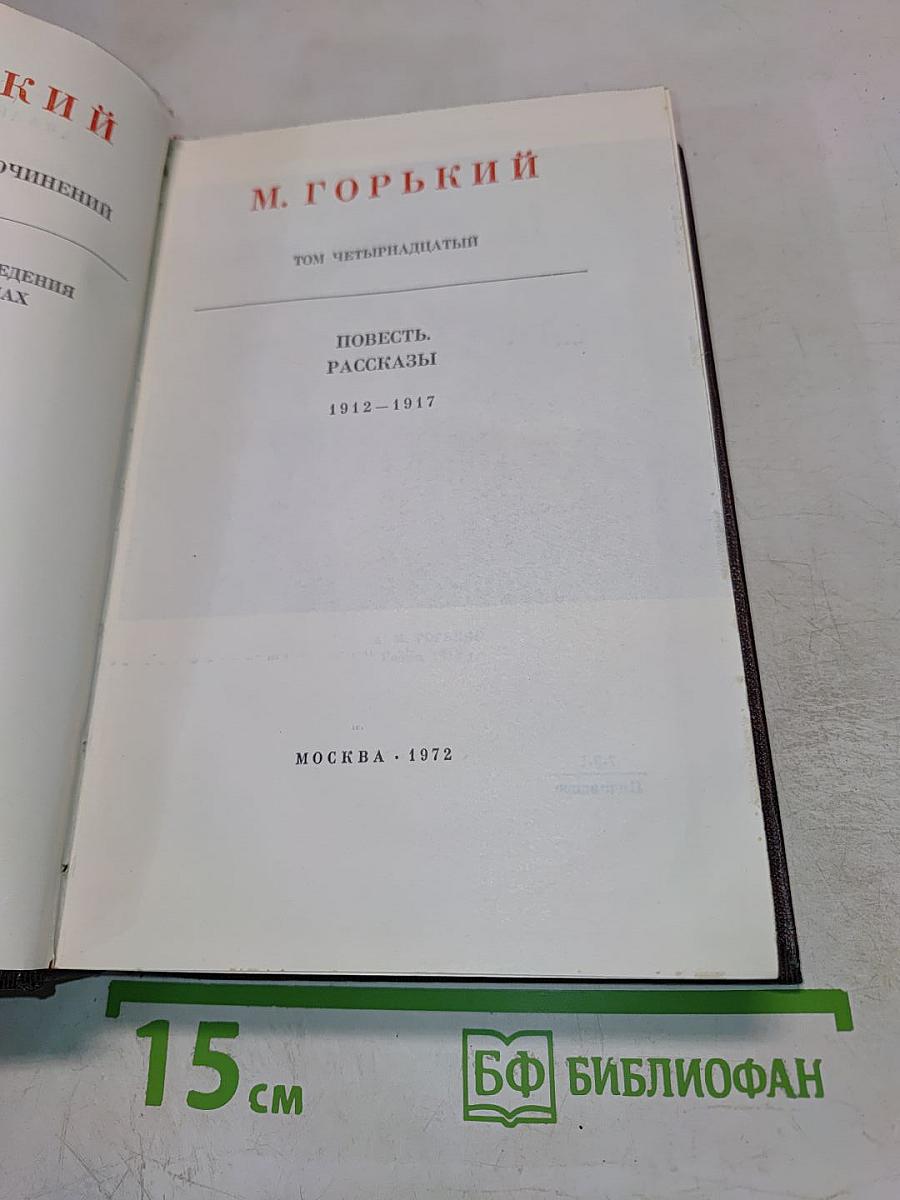 КИЙ
ОЧИНЕНИЙ
ЕДЕНИЯ
АХ
М. ГОРЬКИЙ
ТОМ ЧЕТЫРНАДЦАТЫЙ
ПОВЕСТЬ.
РАССКАЗЫ
1912—1917
МОСКВА · 1972
15 см
БФ БИБЛИОФАН